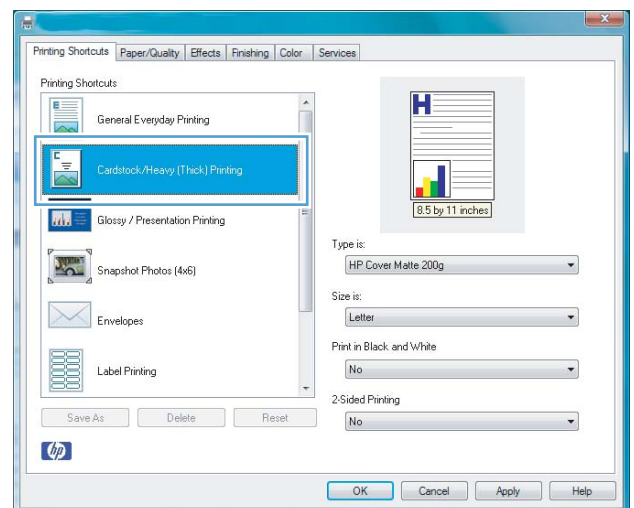 Printing Shortcuts Paper/Quality Effects Finishing Color Services
Printing Shortcuts
E
General Everyday Printing
C
Cardstock/Heavy (Thick) Printing
Glossy / Presentation Printing
Snapshot Photos (4x6)
Envelopes
Label Printing
Save As Delete Reset
hp
H
8.5 by 11 inches
Type is:
HP Cover Matte 200g
Size is:
Letter
Print in Black and White
No
2-Sided Printing
No
OK Cancel Apply Help